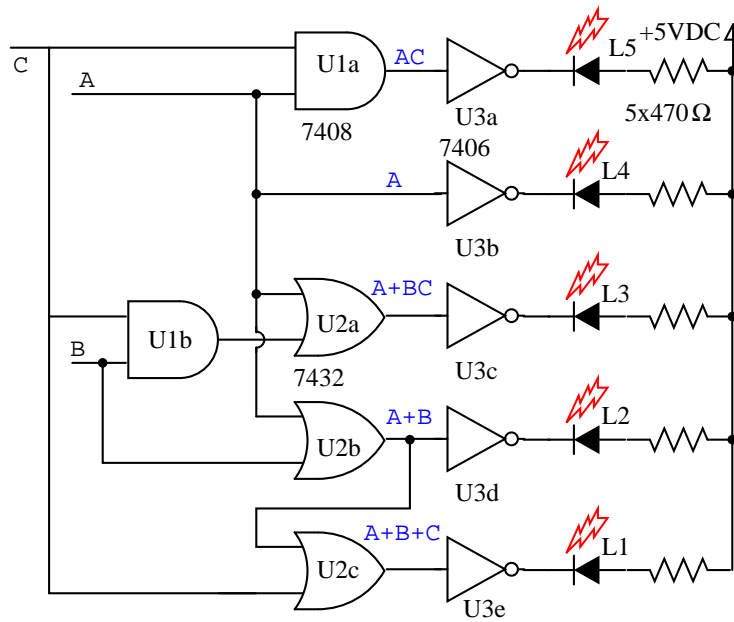 +5VDC
C
U1a
AC
L5
A
U3a
5x470Ω
7408
7406
A
L4
U3b
A+BC
L3
U1b
U2a
B
U3c
7432
A+B
L2
U2b
U3d
A+B+C
L1
U2c
U3e